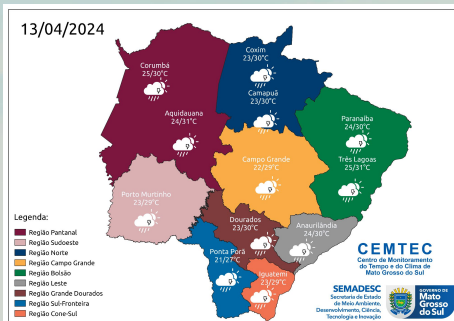 13/04/2024
Coxim
23/30°C
Corumbá
25/30°C
Camapuã
23/30°C
Aquidauana
24/31°C
Paranaíba
24/30°C
Três Lagoas
25/31°C
Campo Grande
22/29°C
Porto Murtinho
23/29°C
Dourados
23/30°C
Anaurilândia
24/30°C
Ponta Porã
21/27°C
Iguatemi
23/29°C
Legenda:
Região Pantanal
Região Sudoeste
Região Norte
Região Campo Grande
Região Bolsão
Região Leste
Região Grande Dourados
Região Sul-Fronteira
Região Cone-Sul
CEMTEC
Centro de Monitoramento
do Tempo e do Clima de
Mato Grosso do Sul
SEMADESC
Secretaria de Estado
de Meio Ambiente,
Desenvolvimento, Ciência,
Tecnologia e Inovação
GOVERNO DE
Mato
Grosso
do Sul